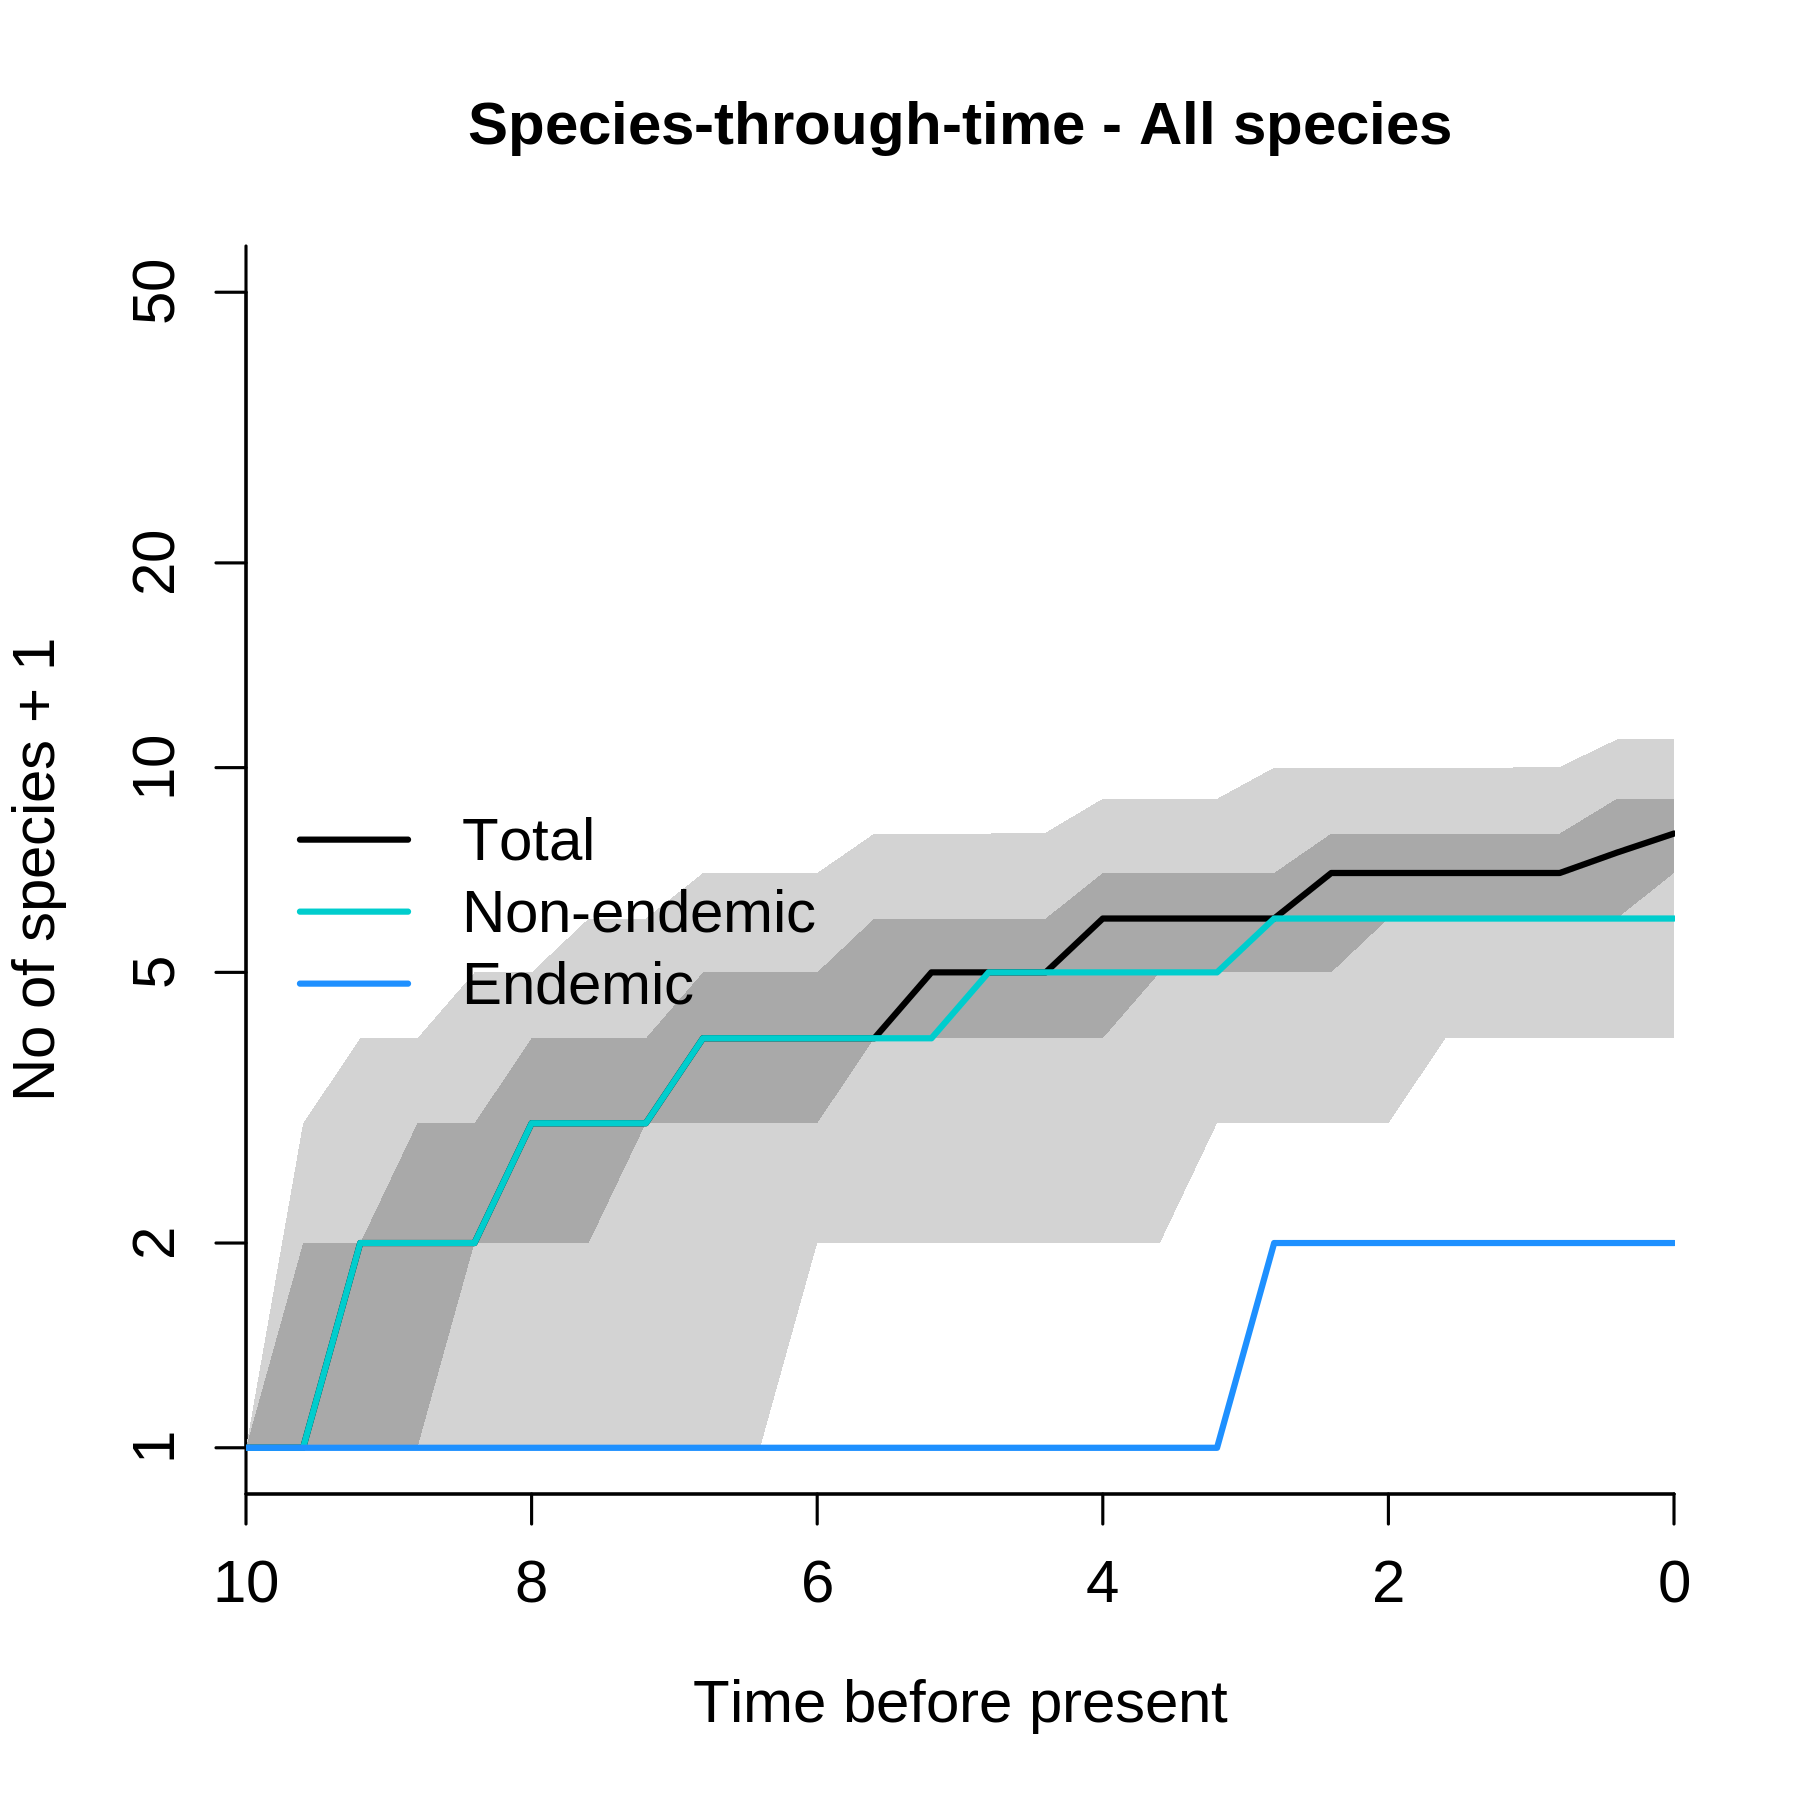 Species-through-time - All species
No of species + 1
50
20
10
5
2
1
Total
Non-endemic
Endemic
10 8 6 4 2 0
Time before present